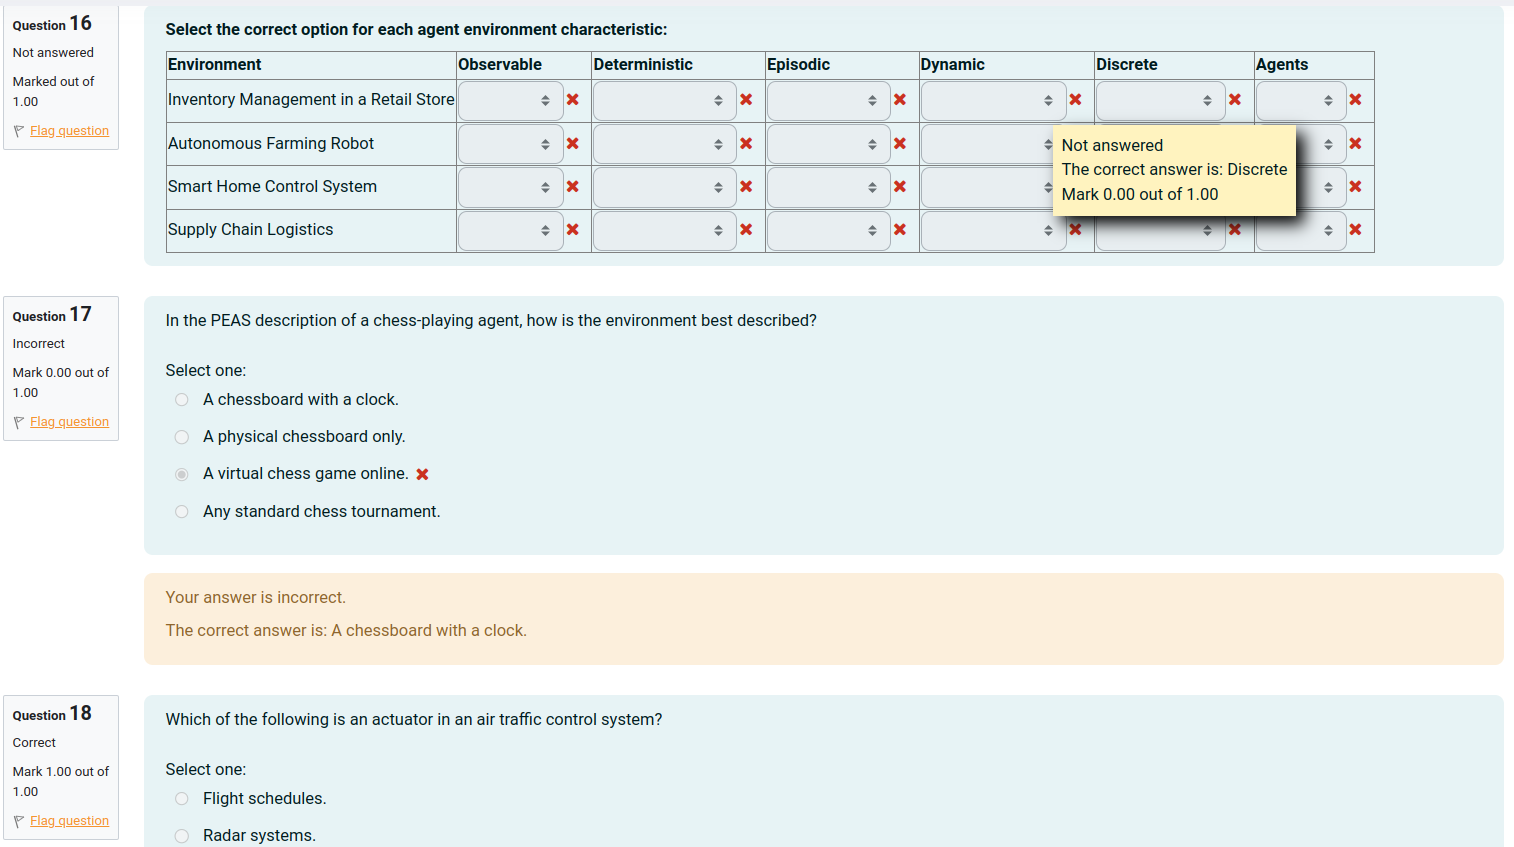 Question 16
Not answered
Marked out of
1.00
Flag question
Select the correct option for each agent environment characteristic:
Environment Observable Deterministic Episodic Dynamic Discrete Agents
Inventory Management in a Retail Store
Autonomous Farming Robot
Smart Home Control System
Supply Chain Logistics
Not answered
The correct answer is: Discrete
Mark 0.00 out of 1.00
Question 17
Incorrect
Mark 0.00 out of
1.00
Flag question
In the PEAS description of a chess-playing agent, how is the environment best described?
Select one:
A chessboard with a clock.
A physical chessboard only.
A virtual chess game online.
Any standard chess tournament.
Your answer is incorrect.
The correct answer is: A chessboard with a clock.
Question 18
Correct
Mark 1.00 out of
1.00
Flag question
Which of the following is an actuator in an air traffic control system?
Select one:
Flight schedules.
Radar systems.